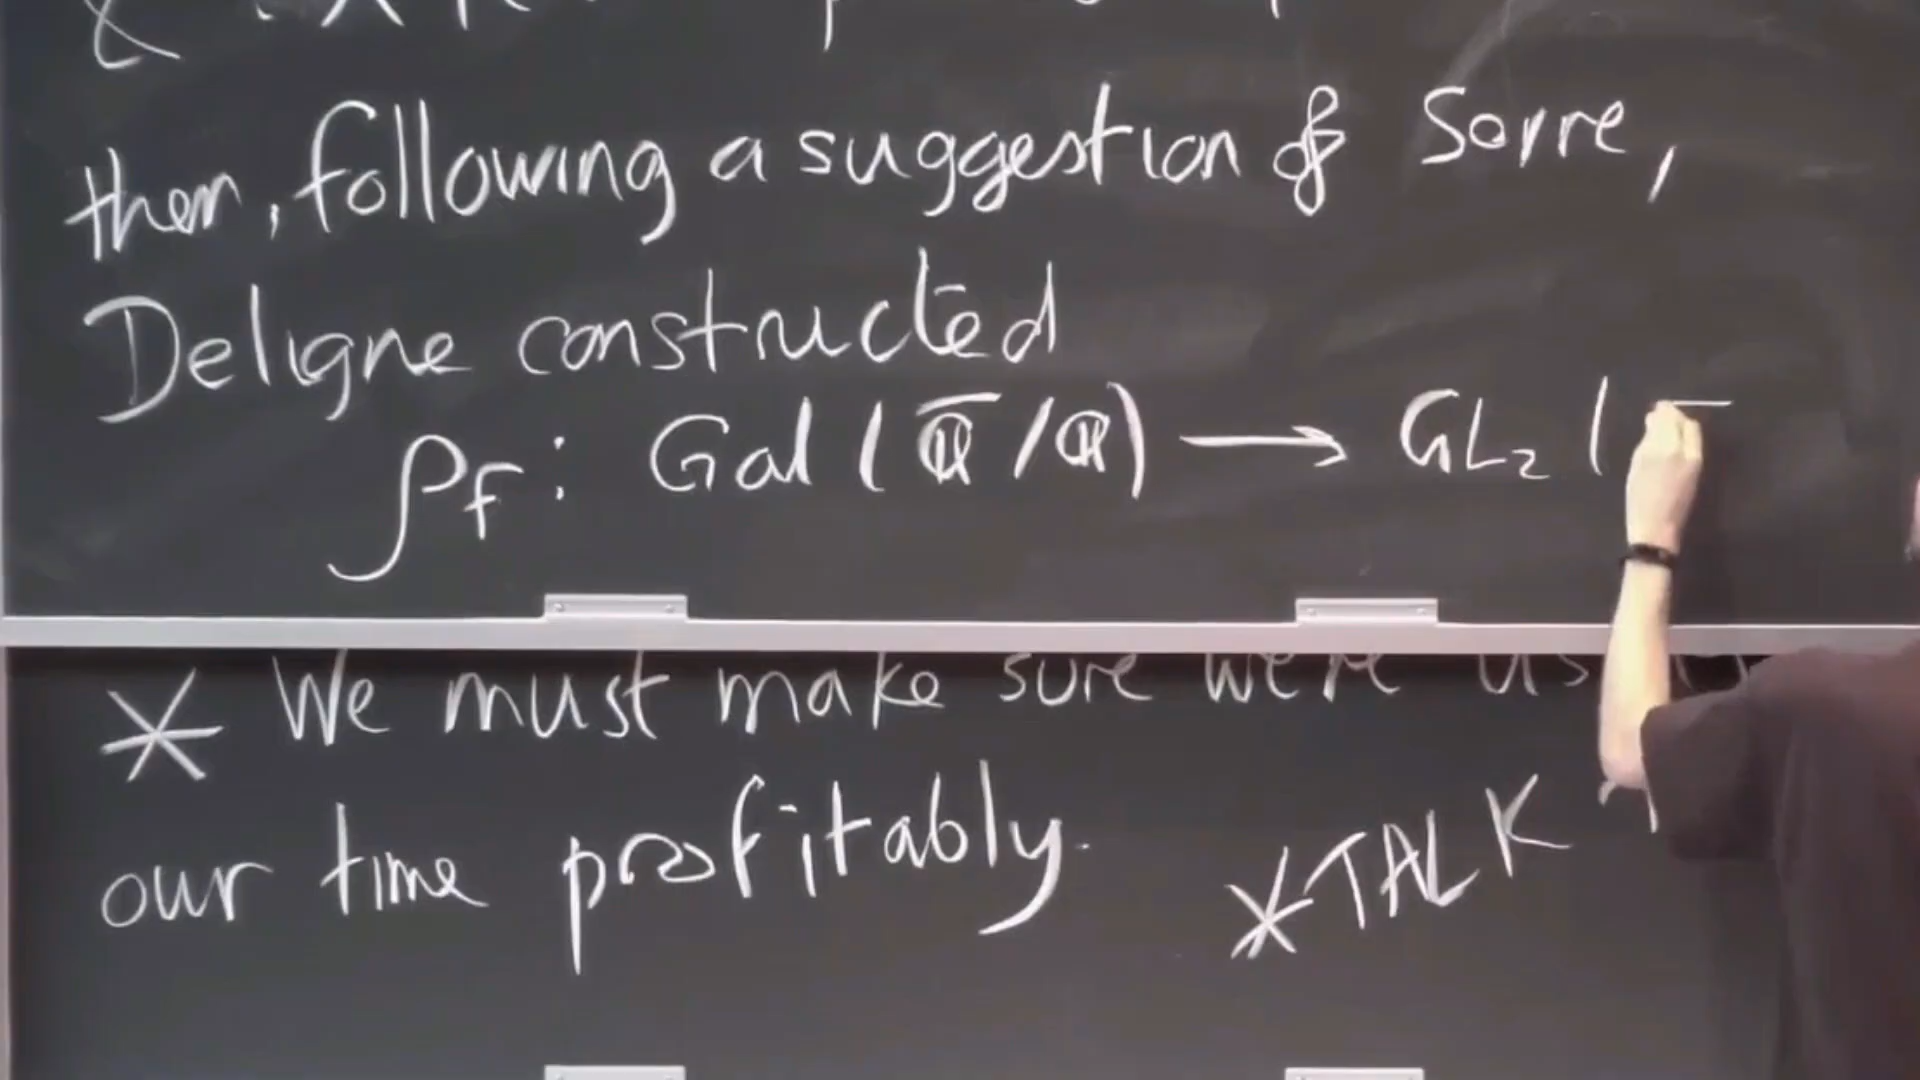 then, following a suggestion of Serre,
Deligne constructed
ρf : Gal(Q̅/Q) → GL₂(
* We must make sure we're
our time profitably.
* TALK